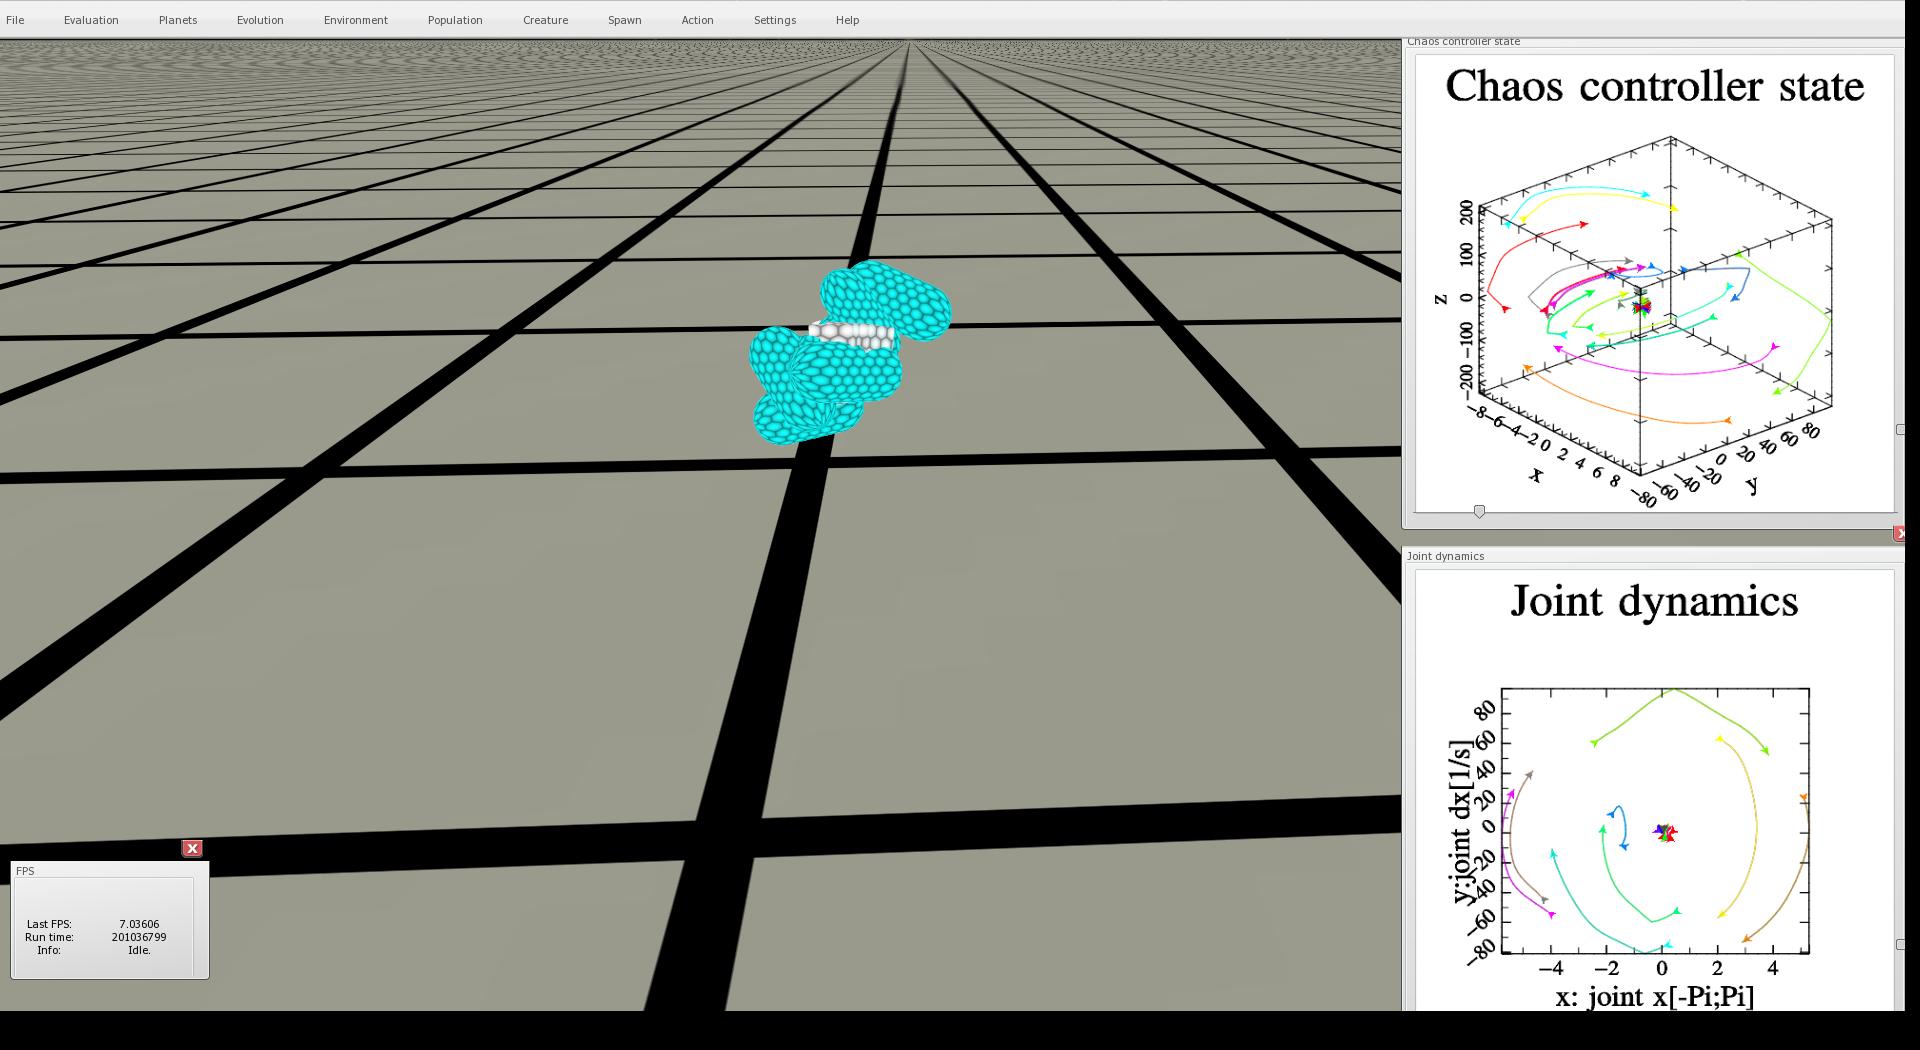 File Evaluation Planets Evolution Environment Population Creature Spawn Action Settings Help
Chaos controller state
Chaos controller state
200
100
0
-100
-200
z
-8 -6 -4 -2 0 2 4 6 8
x
-80 -60 -40 -20 0 20 40 60 80
y
Joint dynamics
Joint dynamics
80
60
40
20
0
-20
-40
-60
-80
y:joint dx[1/s]
-4 -2 0 2 4
x: joint x[-Pi;Pi]
FPS
Last FPS: 7.03606
Run time: 201036799
Info: Idle.